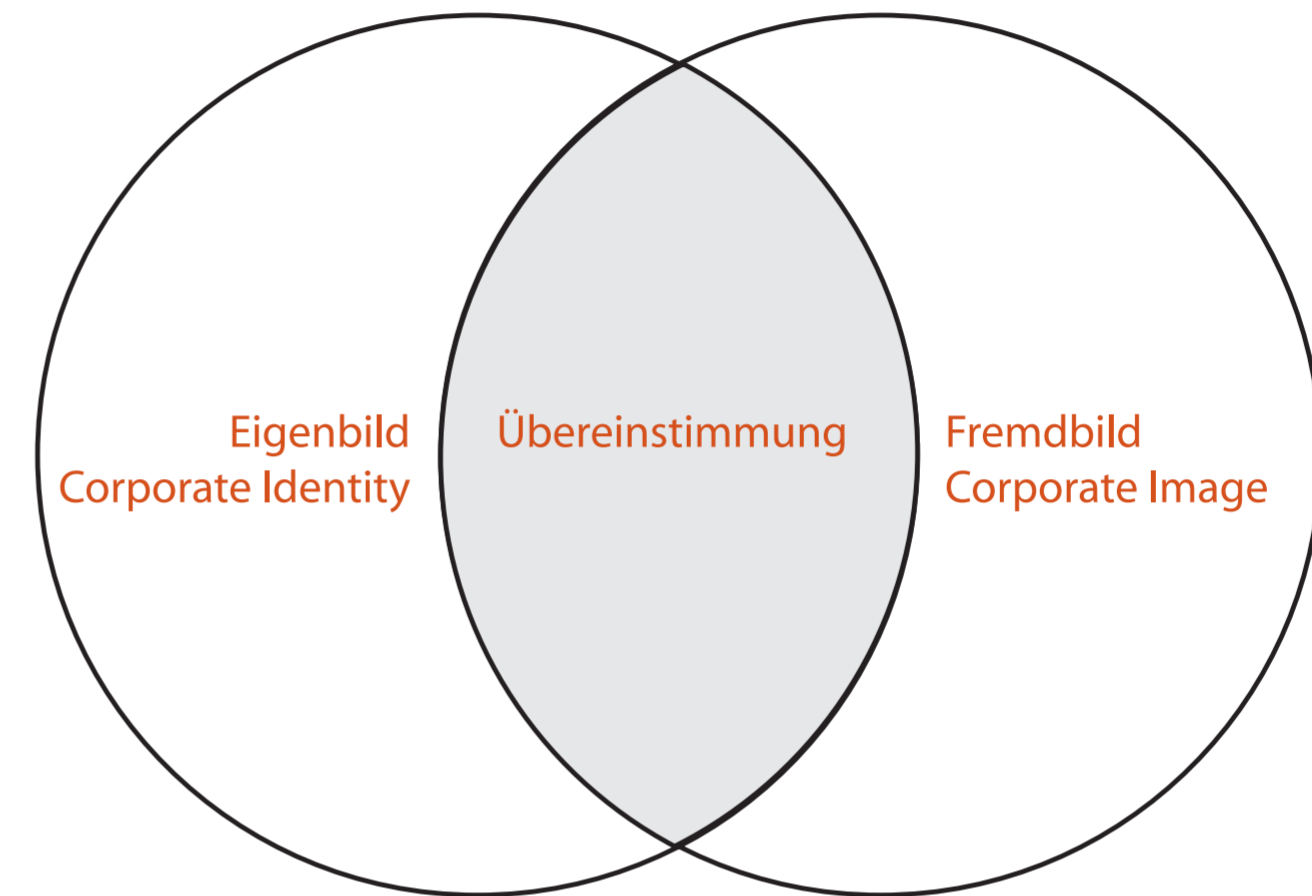 Eigenbild
Corporate Identity
Übereinstimmung
Fremdbild
Corporate Image